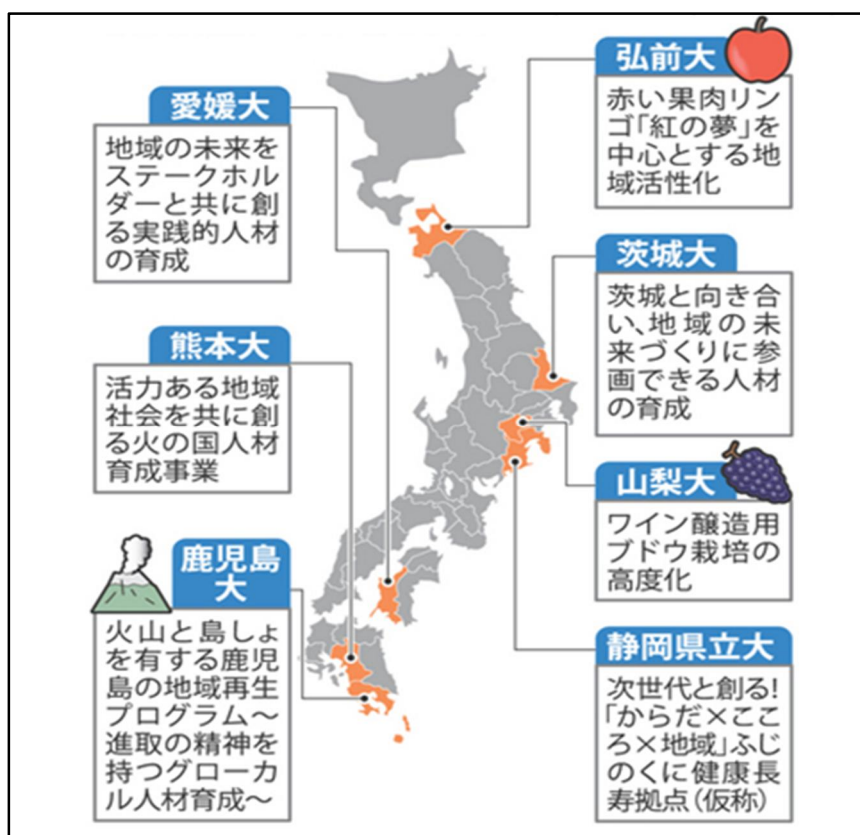 愛媛大
地域の未来を
ステークホル
ダーと共に創
る実践的人材
の育成
熊本大
活力ある地域
社会を共に創
る火の国人材
育成事業
鹿児島
大
火山と島しょ
を有する鹿児
島の地域再生
プログラム～
進取の精神を
持つグローカ
ル人材育成～
弘前大
赤い果肉リン
ゴ「紅の夢」を
中心とする地
域活性化
茨城大
茨城と向き合
い、地域の未
来づくりに参
画できる人材
の育成
山梨大
ワイン醸造用
ブドウ栽培の
高度化
静岡県立大
次世代と創る!
「からだ×ここ
ろ×地域」ふじ
のくに健康長
寿拠点(仮称)